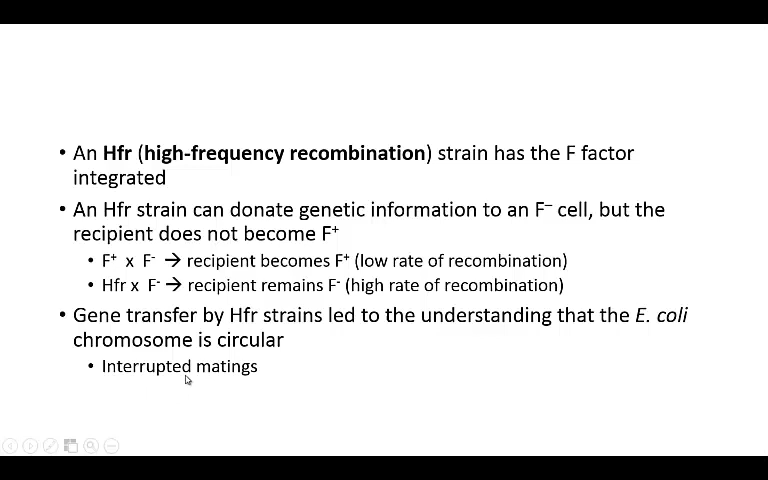 • An Hfr (high-frequency recombination) strain has the F factor
integrated
• An Hfr strain can donate genetic information to an F⁻ cell, but the
recipient does not become F⁺
• F⁺ x F⁻ → recipient becomes F⁺ (low rate of recombination)
• Hfr x F⁻ → recipient remains F⁻ (high rate of recombination)
• Gene transfer by Hfr strains led to the understanding that the E. coli
chromosome is circular
• Interrupted matings